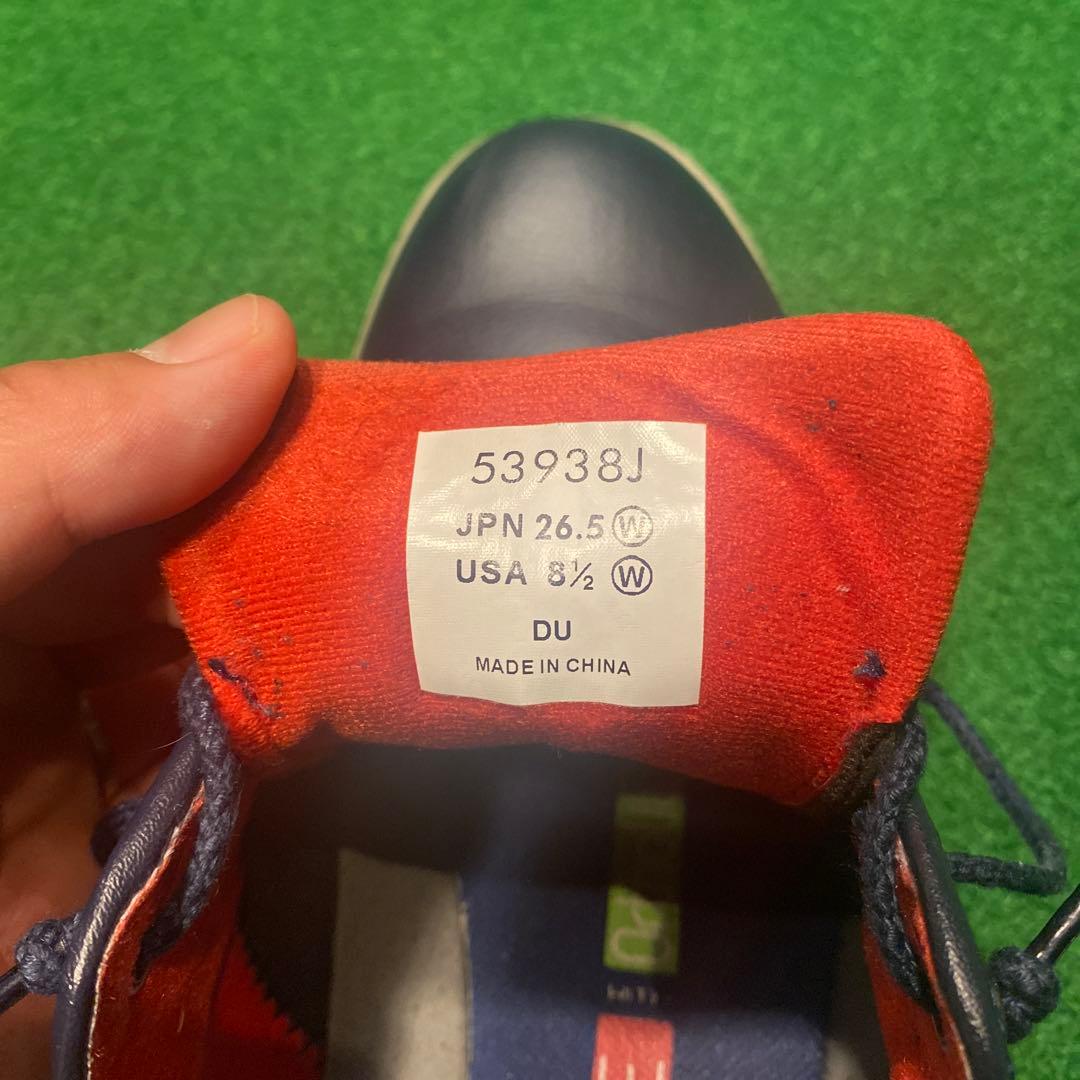 53938J
JPN 26.5 Ⓦ
USA 8½ Ⓦ
DU
MADE IN CHINA